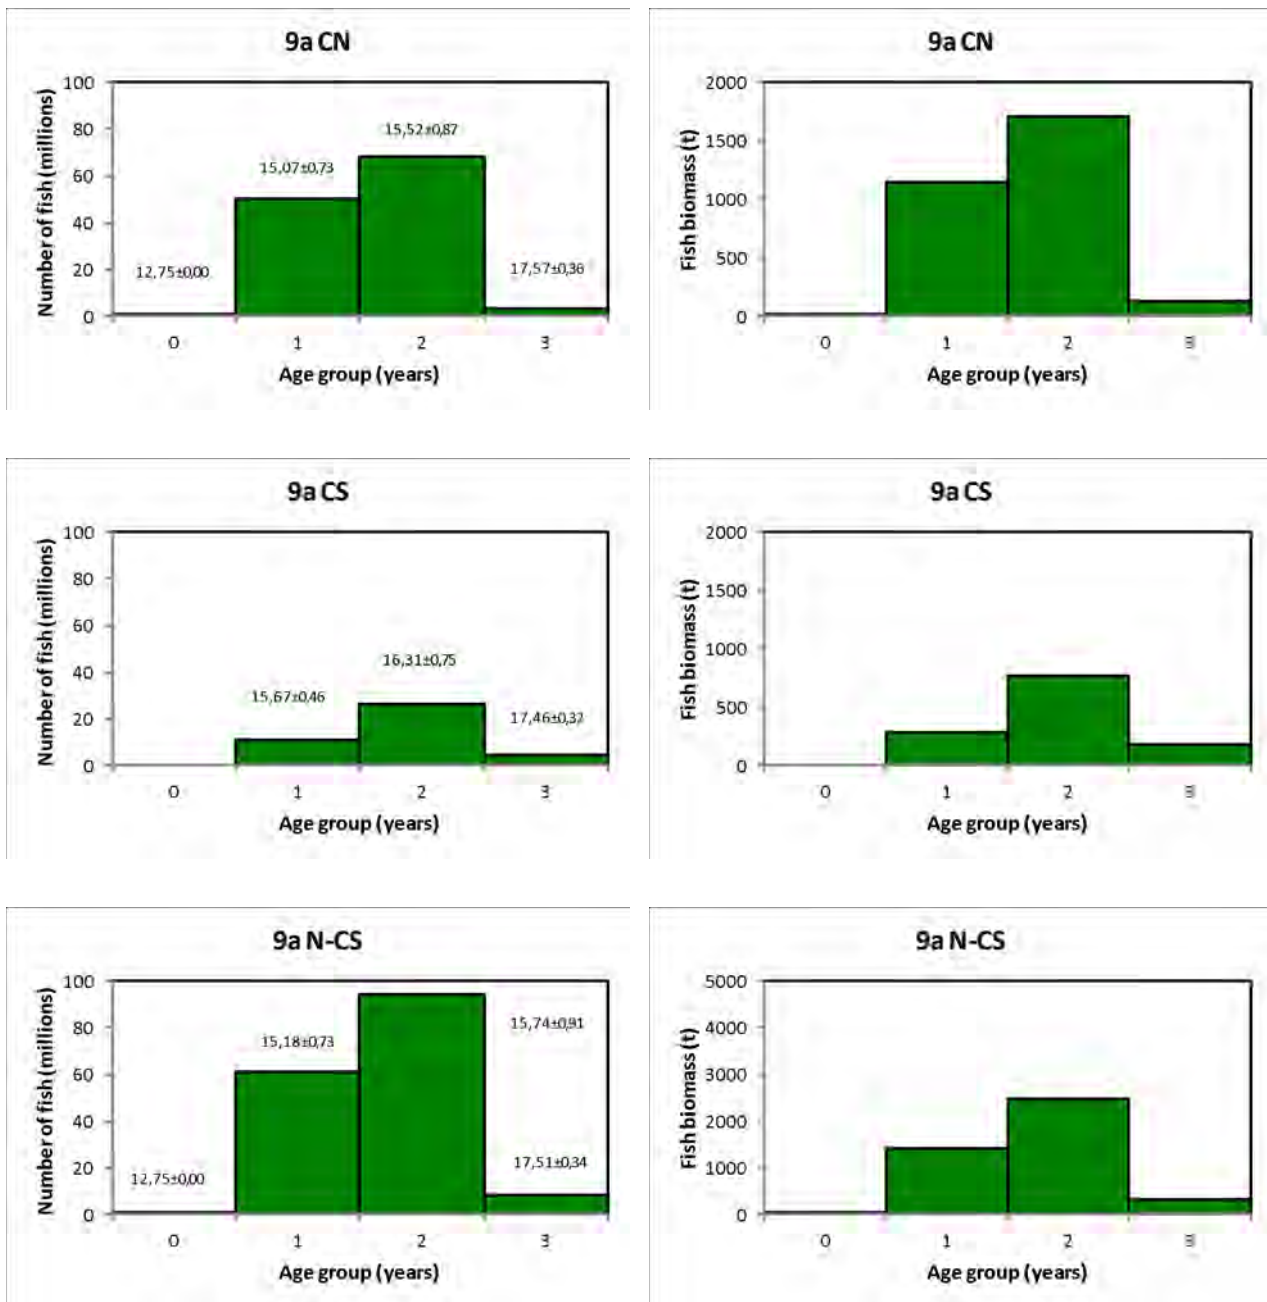 9a CN
Number of fish (millions)
100
80
60
40
20
0
12,75±0,00
15,07±0,73
15,52±0,87
17,57±0,36
0 1 2 3
Age group (years)
9a CN
Fish biomass (t)
2000
1500
1000
500
0
0 1 2 3
Age group (years)
9a CS
Number of fish (millions)
100
80
60
40
20
0
15,67±0,46
16,31±0,75
17,46±0,32
0 1 2 3
Age group (years)
9a CS
Fish biomass (t)
2000
1500
1000
500
0
0 1 2 3
Age group (years)
9a N-CS
Number of fish (millions)
100
80
60
40
20
0
12,75±0,00
15,18±0,73
15,74±0,91
17,51±0,34
0 1 2 3
Age group (years)
9a N-CS
Fish biomass (t)
5000
4000
3000
2000
1000
0
0 1 2 3
Age group (years)